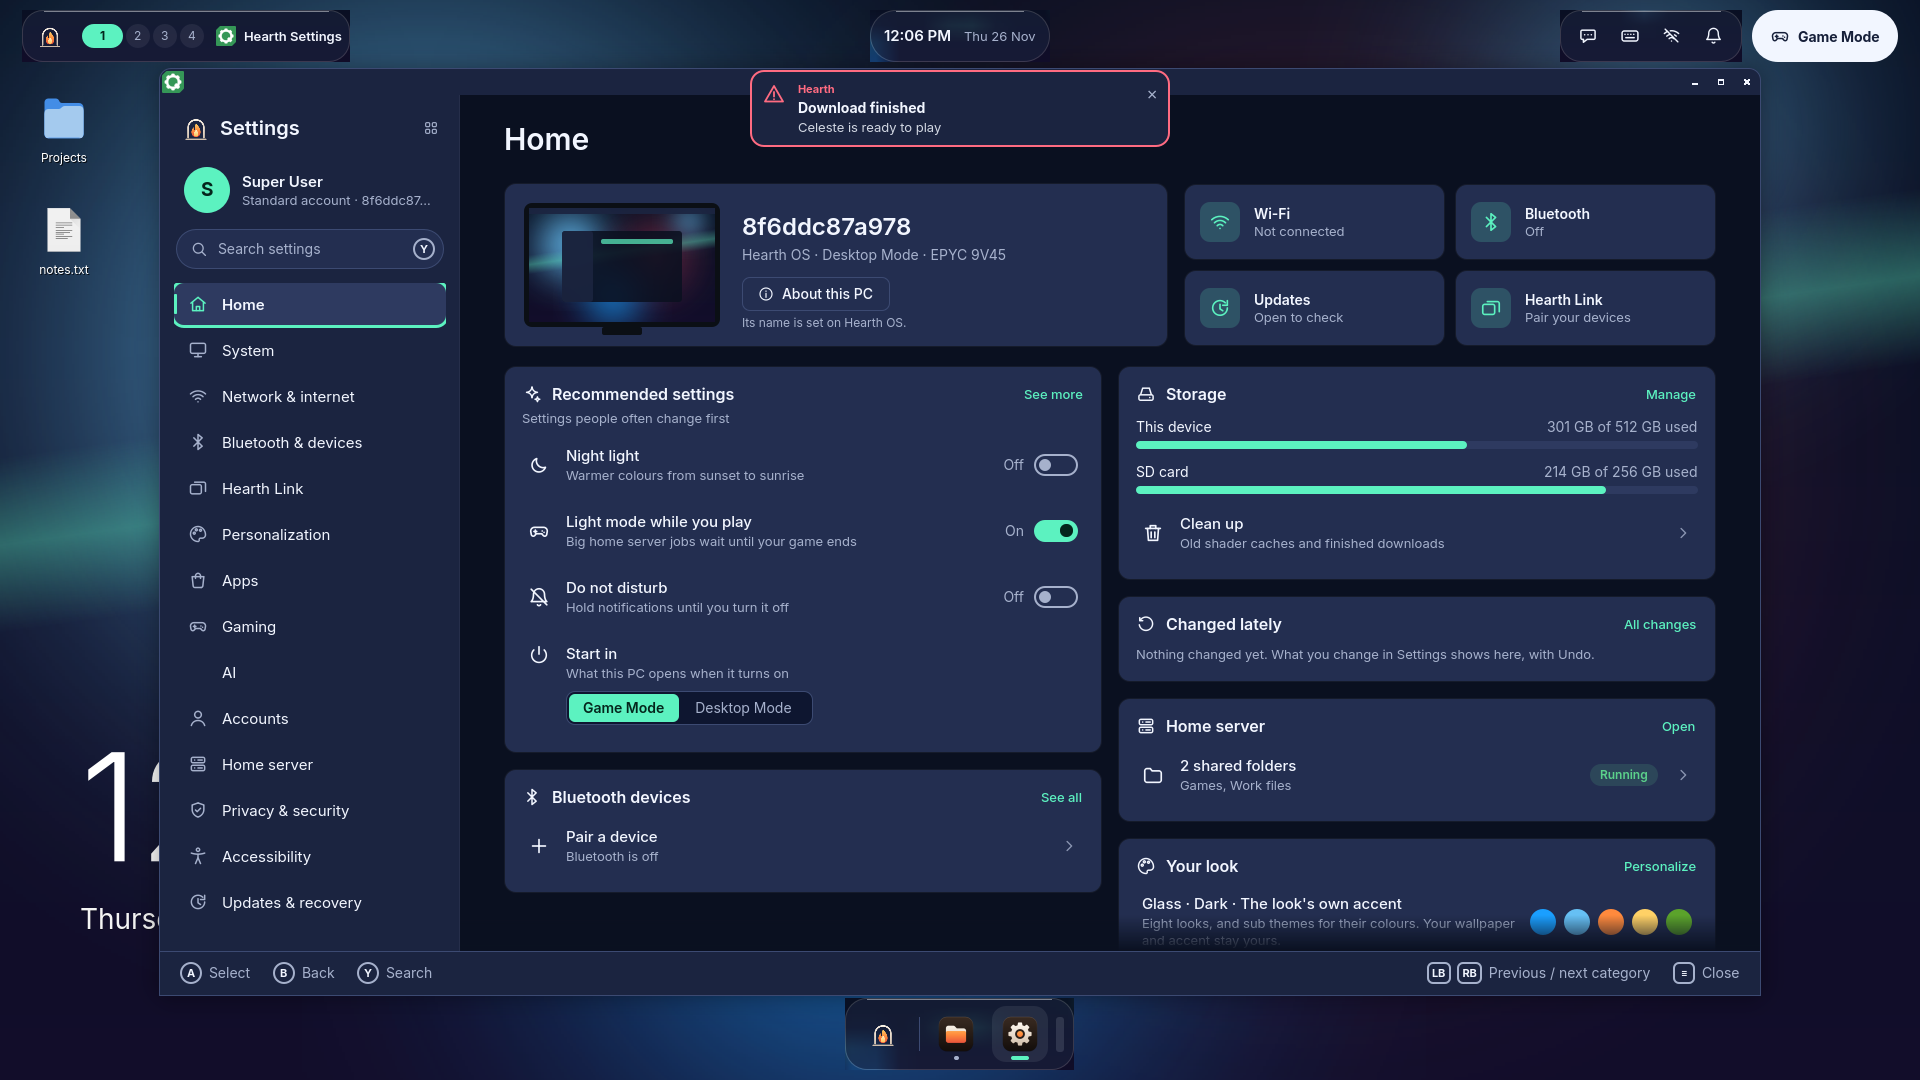 1 2 3 4 Hearth Settings
12:06 PM Thu 26 Nov
Game Mode
Projects
notes.txt
Hearth
Download finished
Celeste is ready to play
Settings
S
Super User
Standard account · 8f6ddc87...
Search settings Y
Home
System
Network & internet
Bluetooth & devices
Hearth Link
Personalization
Apps
Gaming
AI
Accounts
Home server
Privacy & security
Accessibility
Updates & recovery
Home
8f6ddc87a978
Hearth OS · Desktop Mode · EPYC 9V45
About this PC
Its name is set on Hearth OS.
Wi-Fi
Not connected
Bluetooth
Off
Updates
Open to check
Hearth Link
Pair your devices
Recommended settings See more
Settings people often change first
Night light
Warmer colours from sunset to sunrise
Off
Light mode while you play
Big home server jobs wait until your game ends
On
Do not disturb
Hold notifications until you turn it off
Off
Start in
What this PC opens when it turns on
Game Mode Desktop Mode
Bluetooth devices See all
Pair a device
Bluetooth is off
Storage Manage
This device 301 GB of 512 GB used
SD card 214 GB of 256 GB used
Clean up
Old shader caches and finished downloads
Changed lately All changes
Nothing changed yet. What you change in Settings shows here, with Undo.
Home server Open
2 shared folders
Games, Work files
Running
Your look Personalize
Glass · Dark · The look's own accent
Eight looks, and sub themes for their colours. Your wallpaper
and accent stay yours.
12
Thurs
A Select B Back Y Search
LB RB Previous / next category Close